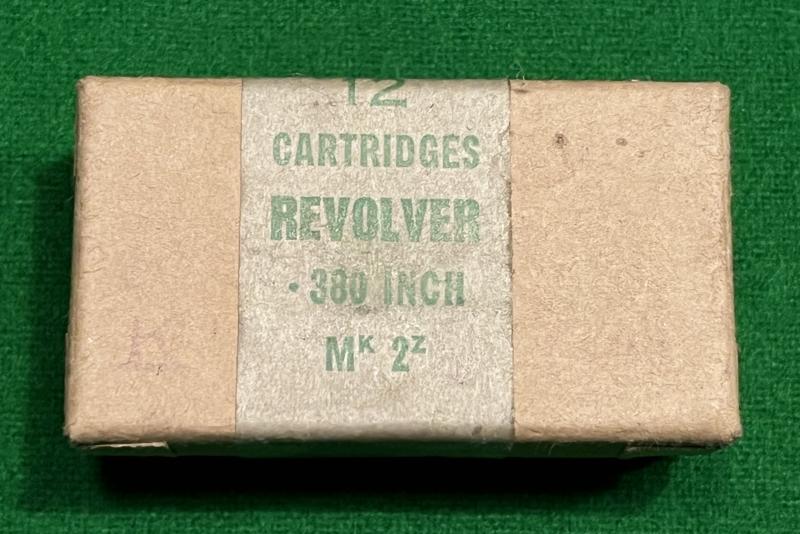 12
CARTRIDGES
REVOLVER
·380 INCH
Mᴷ 2ᶻ